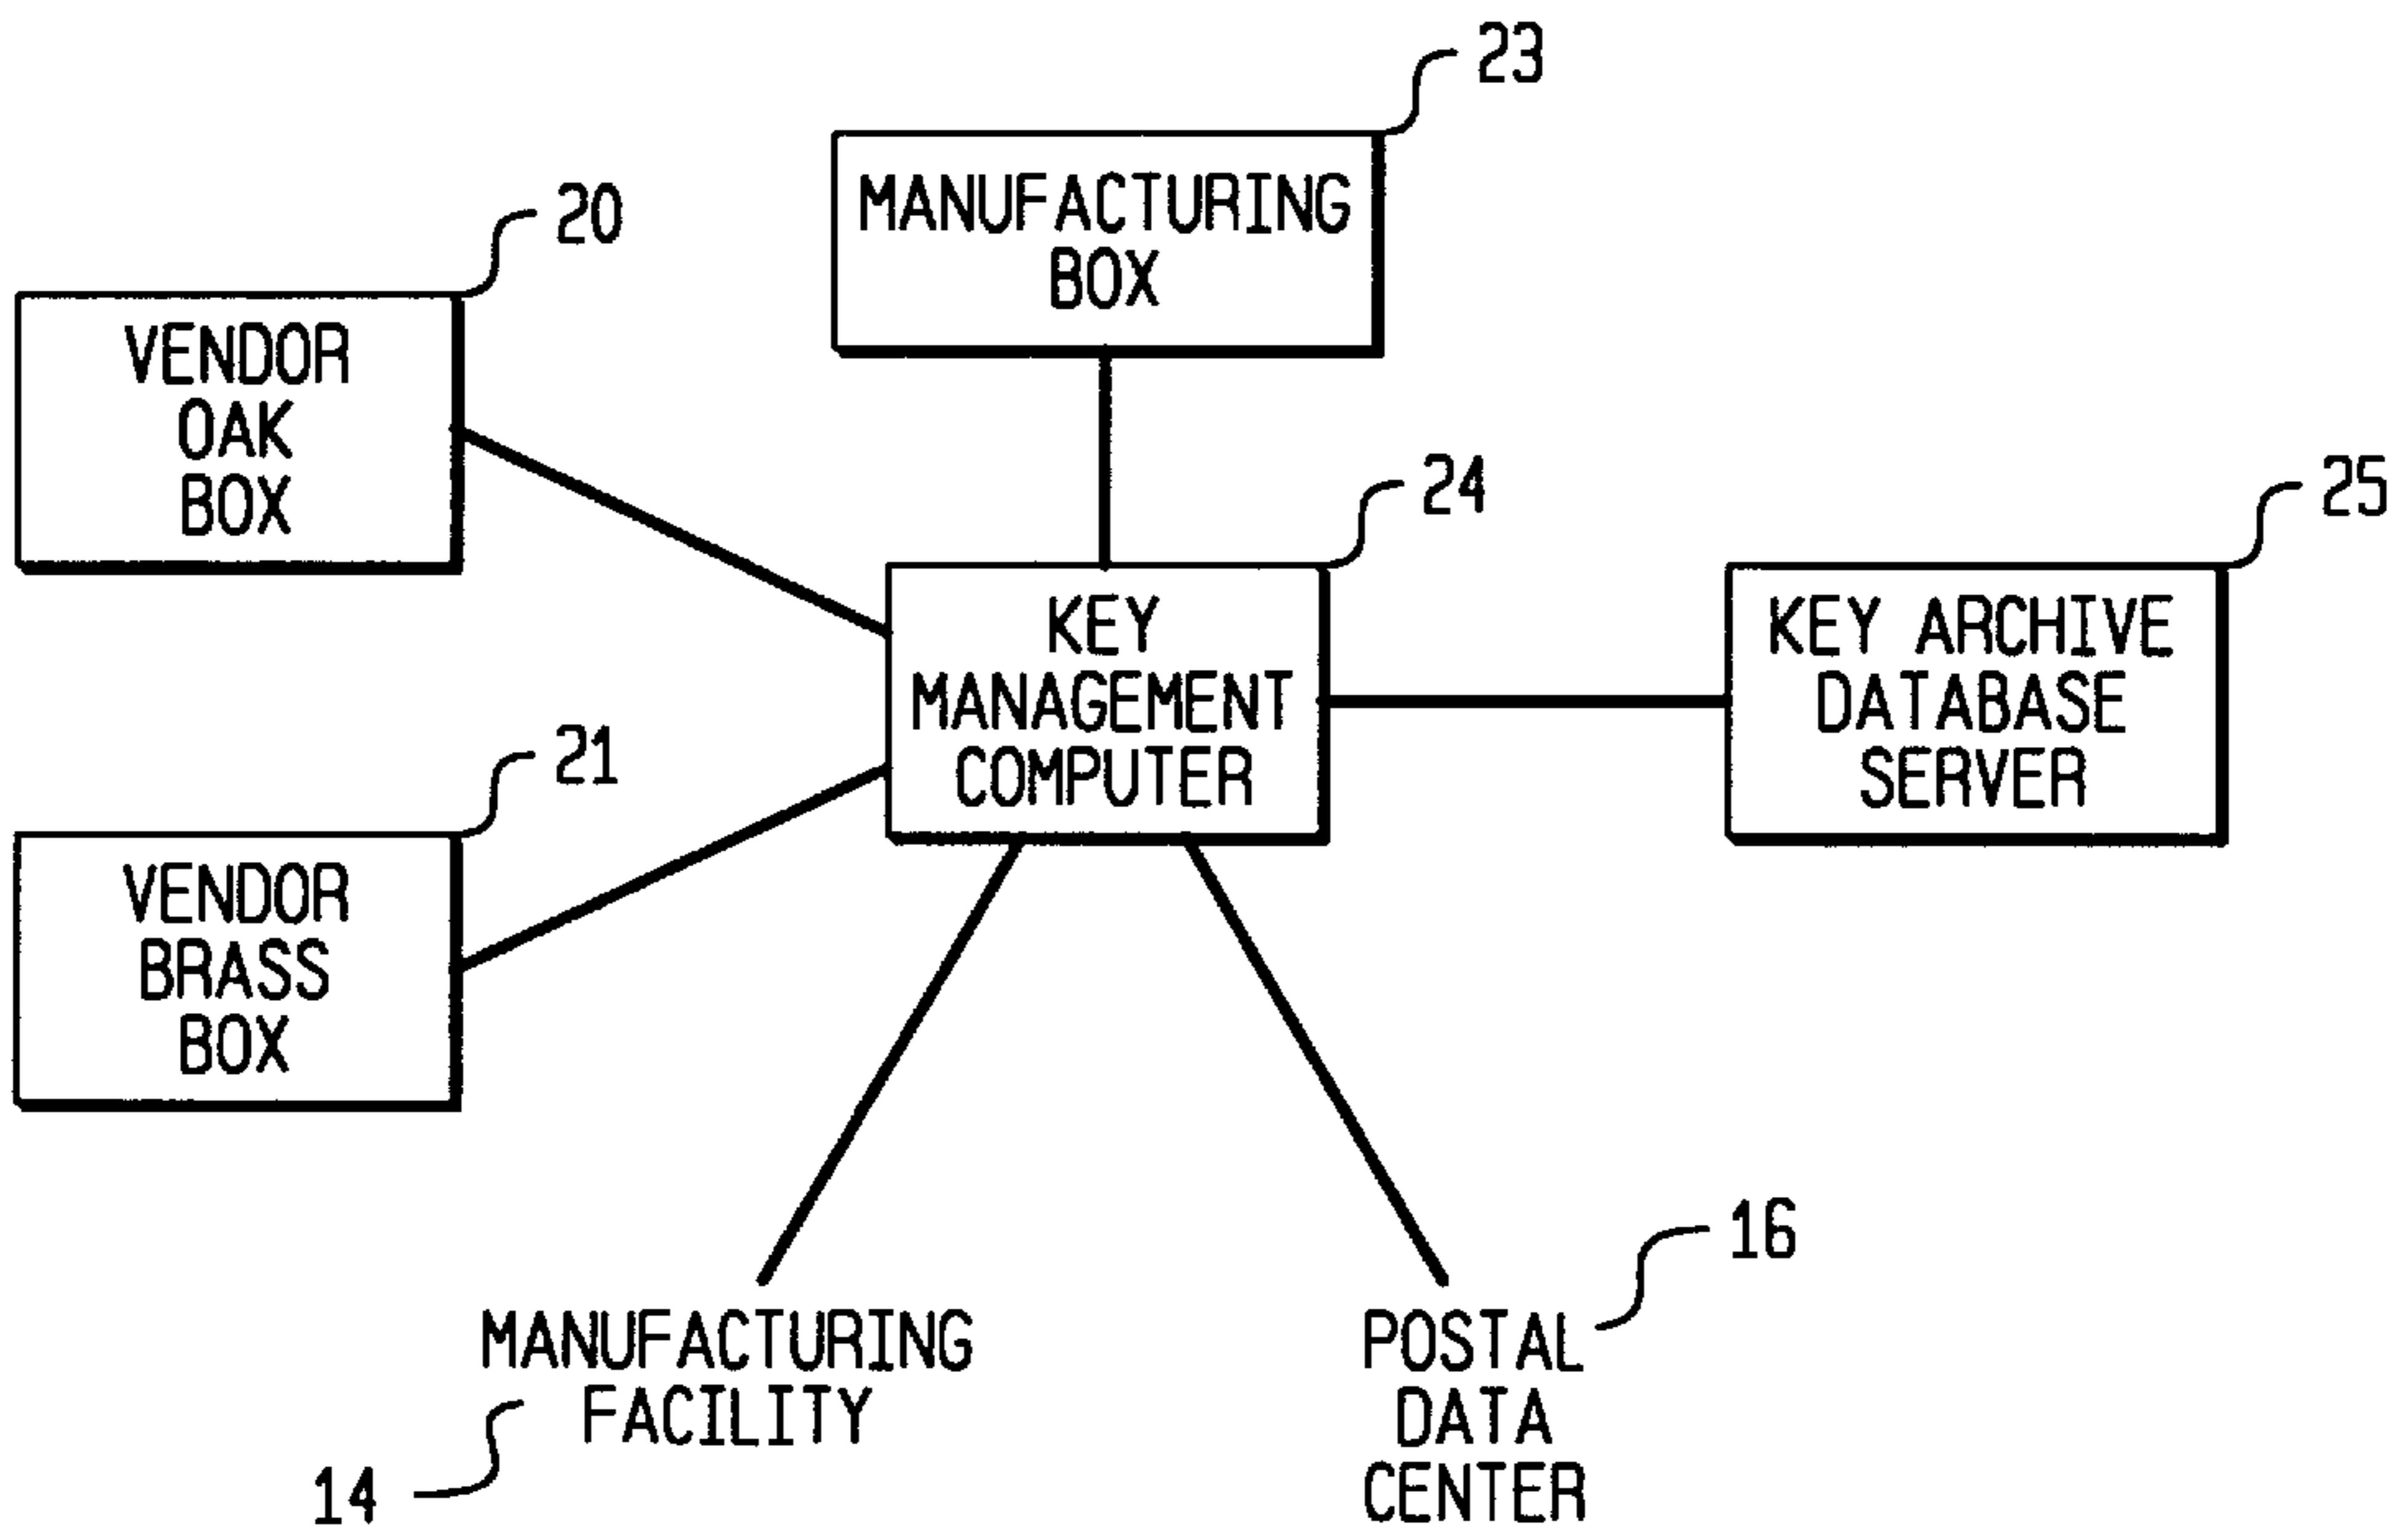 23
MANUFACTURING
BOX
20
VENDOR
OAK
BOX
24
KEY
MANAGEMENT
COMPUTER
25
KEY ARCHIVE
DATABASE
SERVER
21
VENDOR
BRASS
BOX
MANUFACTURING
FACILITY
14
16
POSTAL
DATA
CENTER